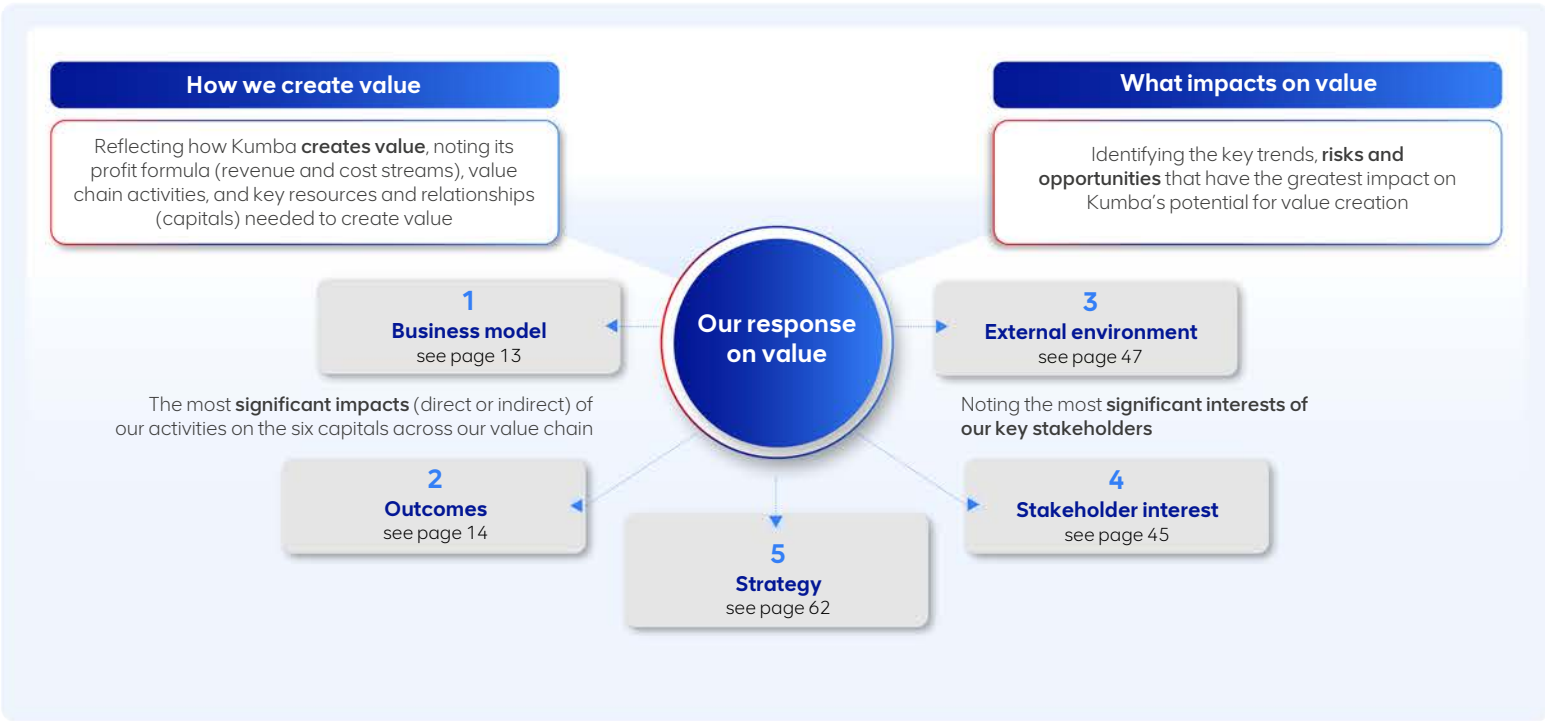 How we create value
Reflecting how Kumba creates value, noting its
profit formula (revenue and cost streams), value
chain activities, and key resources and relationships
(capitals) needed to create value
What impacts on value
Identifying the key trends, risks and
opportunities that have the greatest impact on
Kumba's potential for value creation
Our response
on value
1
Business model
see page 13
The most significant impacts (direct or indirect) of
our activities on the six capitals across our value chain
2
Outcomes
see page 14
3
External environment
see page 47
Noting the most significant interests of
our key stakeholders
4
Stakeholder interest
see page 45
5
Strategy
see page 62